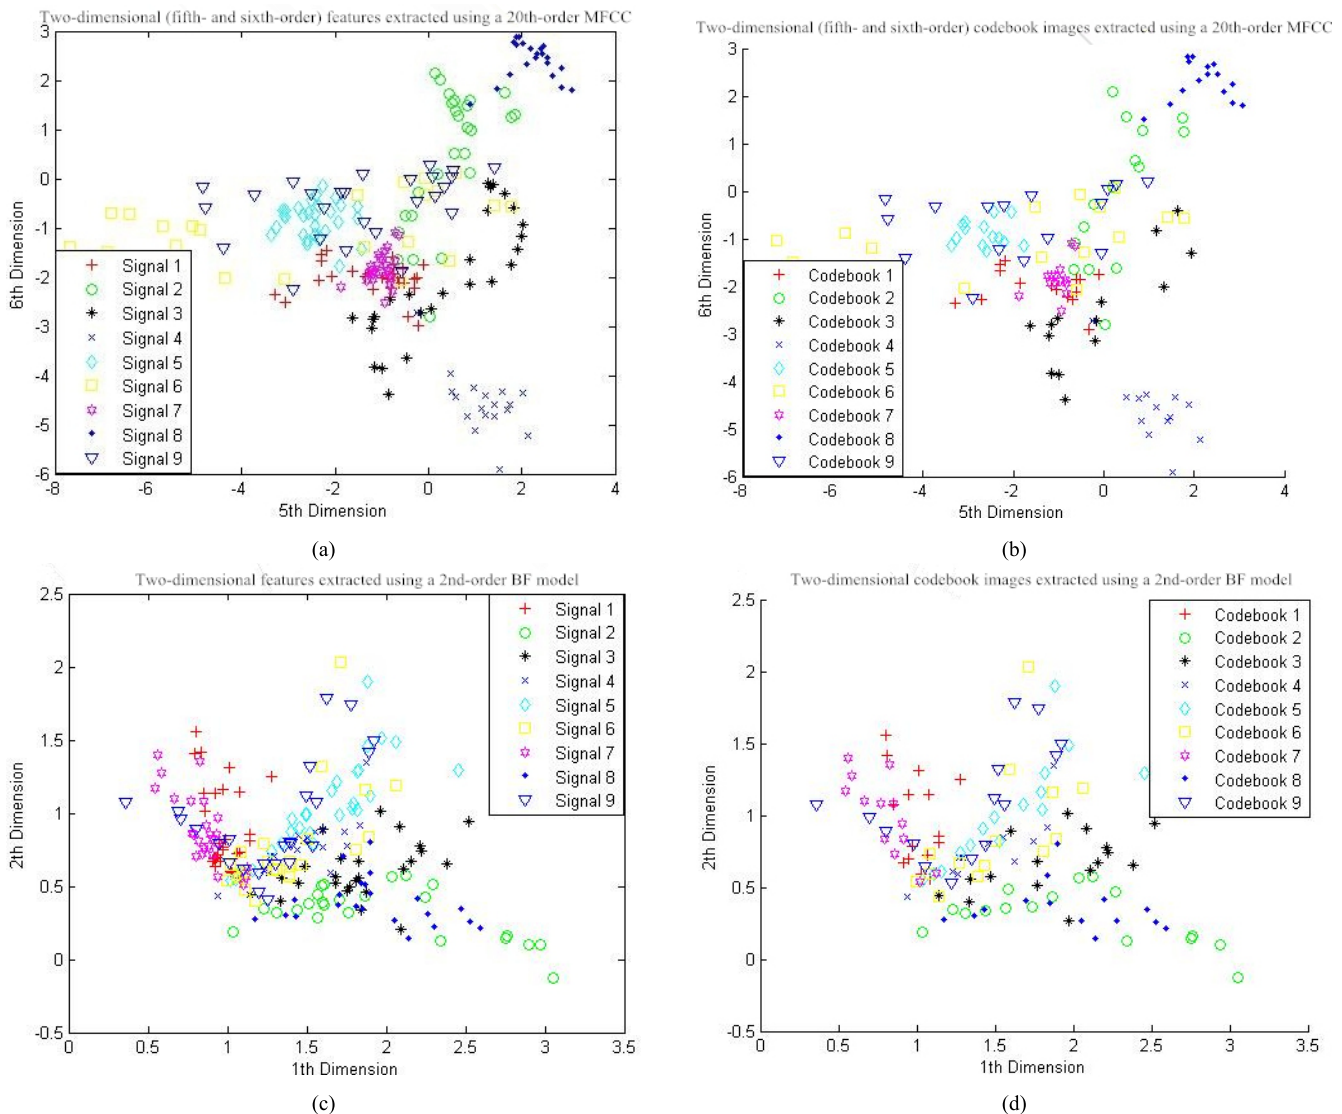 Two-dimensional (fifth- and sixth-order) features extracted using a 20th-order MFCC
3
2
1
0
-1
-2
-3
-4
-5
-6
6th Dimension
Signal 1
Signal 2
Signal 3
Signal 4
Signal 5
Signal 6
Signal 7
Signal 8
Signal 9
-8
-6
-4
-2
0
2
4
5th Dimension
(a)
Two-dimensional (fifth- and sixth-order) codebook images extracted using a 20th-order MFCC
3
2
1
0
-1
-2
-3
-4
-5
-6
6th Dimension
Codebook 1
Codebook 2
Codebook 3
Codebook 4
Codebook 5
Codebook 6
Codebook 7
Codebook 8
Codebook 9
-8
-6
-4
-2
0
2
4
5th Dimension
(b)
Two-dimensional features extracted using a 2nd-order BF model
2.5
2
1.5
1
0.5
0
-0.5
2th Dimension
Signal 1
Signal 2
Signal 3
Signal 4
Signal 5
Signal 6
Signal 7
Signal 8
Signal 9
0
0.5
1
1.5
2
2.5
3
3.5
1th Dimension
(c)
Two-dimensional codebook images extracted using a 2nd-order BF model
2.5
2
1.5
1
0.5
0
-0.5
2th Dimension
Codebook 1
Codebook 2
Codebook 3
Codebook 4
Codebook 5
Codebook 6
Codebook 7
Codebook 8
Codebook 9
0
0.5
1
1.5
2
2.5
3
3.5
1th Dimension
(d)